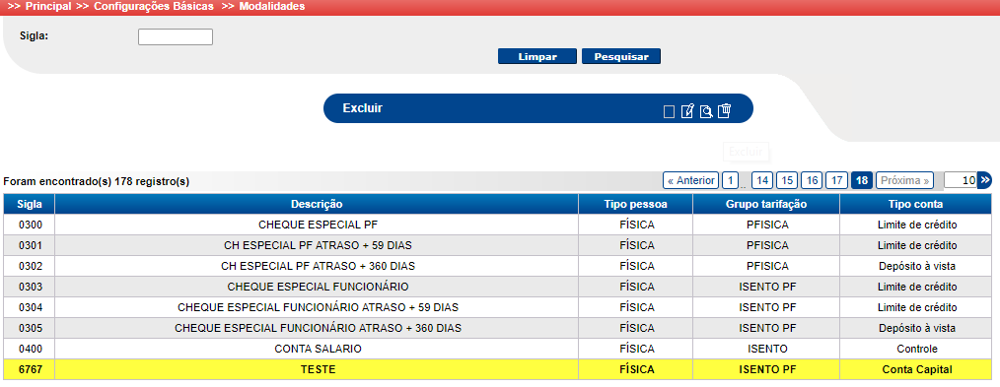 >> Principal >> Configurações Básicas >> Modalidades
Sigla:
Limpar Pesquisar
Excluir
Excluir
Foram encontrado(s) 178 registro(s) « Anterior 1 .. 14 15 16 17 18 Próxima » 10 »
Sigla Descrição Tipo pessoa Grupo tarifação Tipo conta
0300 CHEQUE ESPECIAL PF FÍSICA PFISICA Limite de crédito
0301 CH ESPECIAL PF ATRASO + 59 DIAS FÍSICA PFISICA Limite de crédito
0302 CH ESPECIAL PF ATRASO + 360 DIAS FÍSICA PFISICA Depósito à vista
0303 CHEQUE ESPECIAL FUNCIONÁRIO FÍSICA ISENTO PF Limite de crédito
0304 CHEQUE ESPECIAL FUNCIONÁRIO ATRASO + 59 DIAS FÍSICA ISENTO PF Limite de crédito
0305 CHEQUE ESPECIAL FUNCIONÁRIO ATRASO + 360 DIAS FÍSICA ISENTO PF Depósito à vista
0400 CONTA SALARIO FÍSICA ISENTO Controle
6767 TESTE FÍSICA ISENTO PF Conta Capital